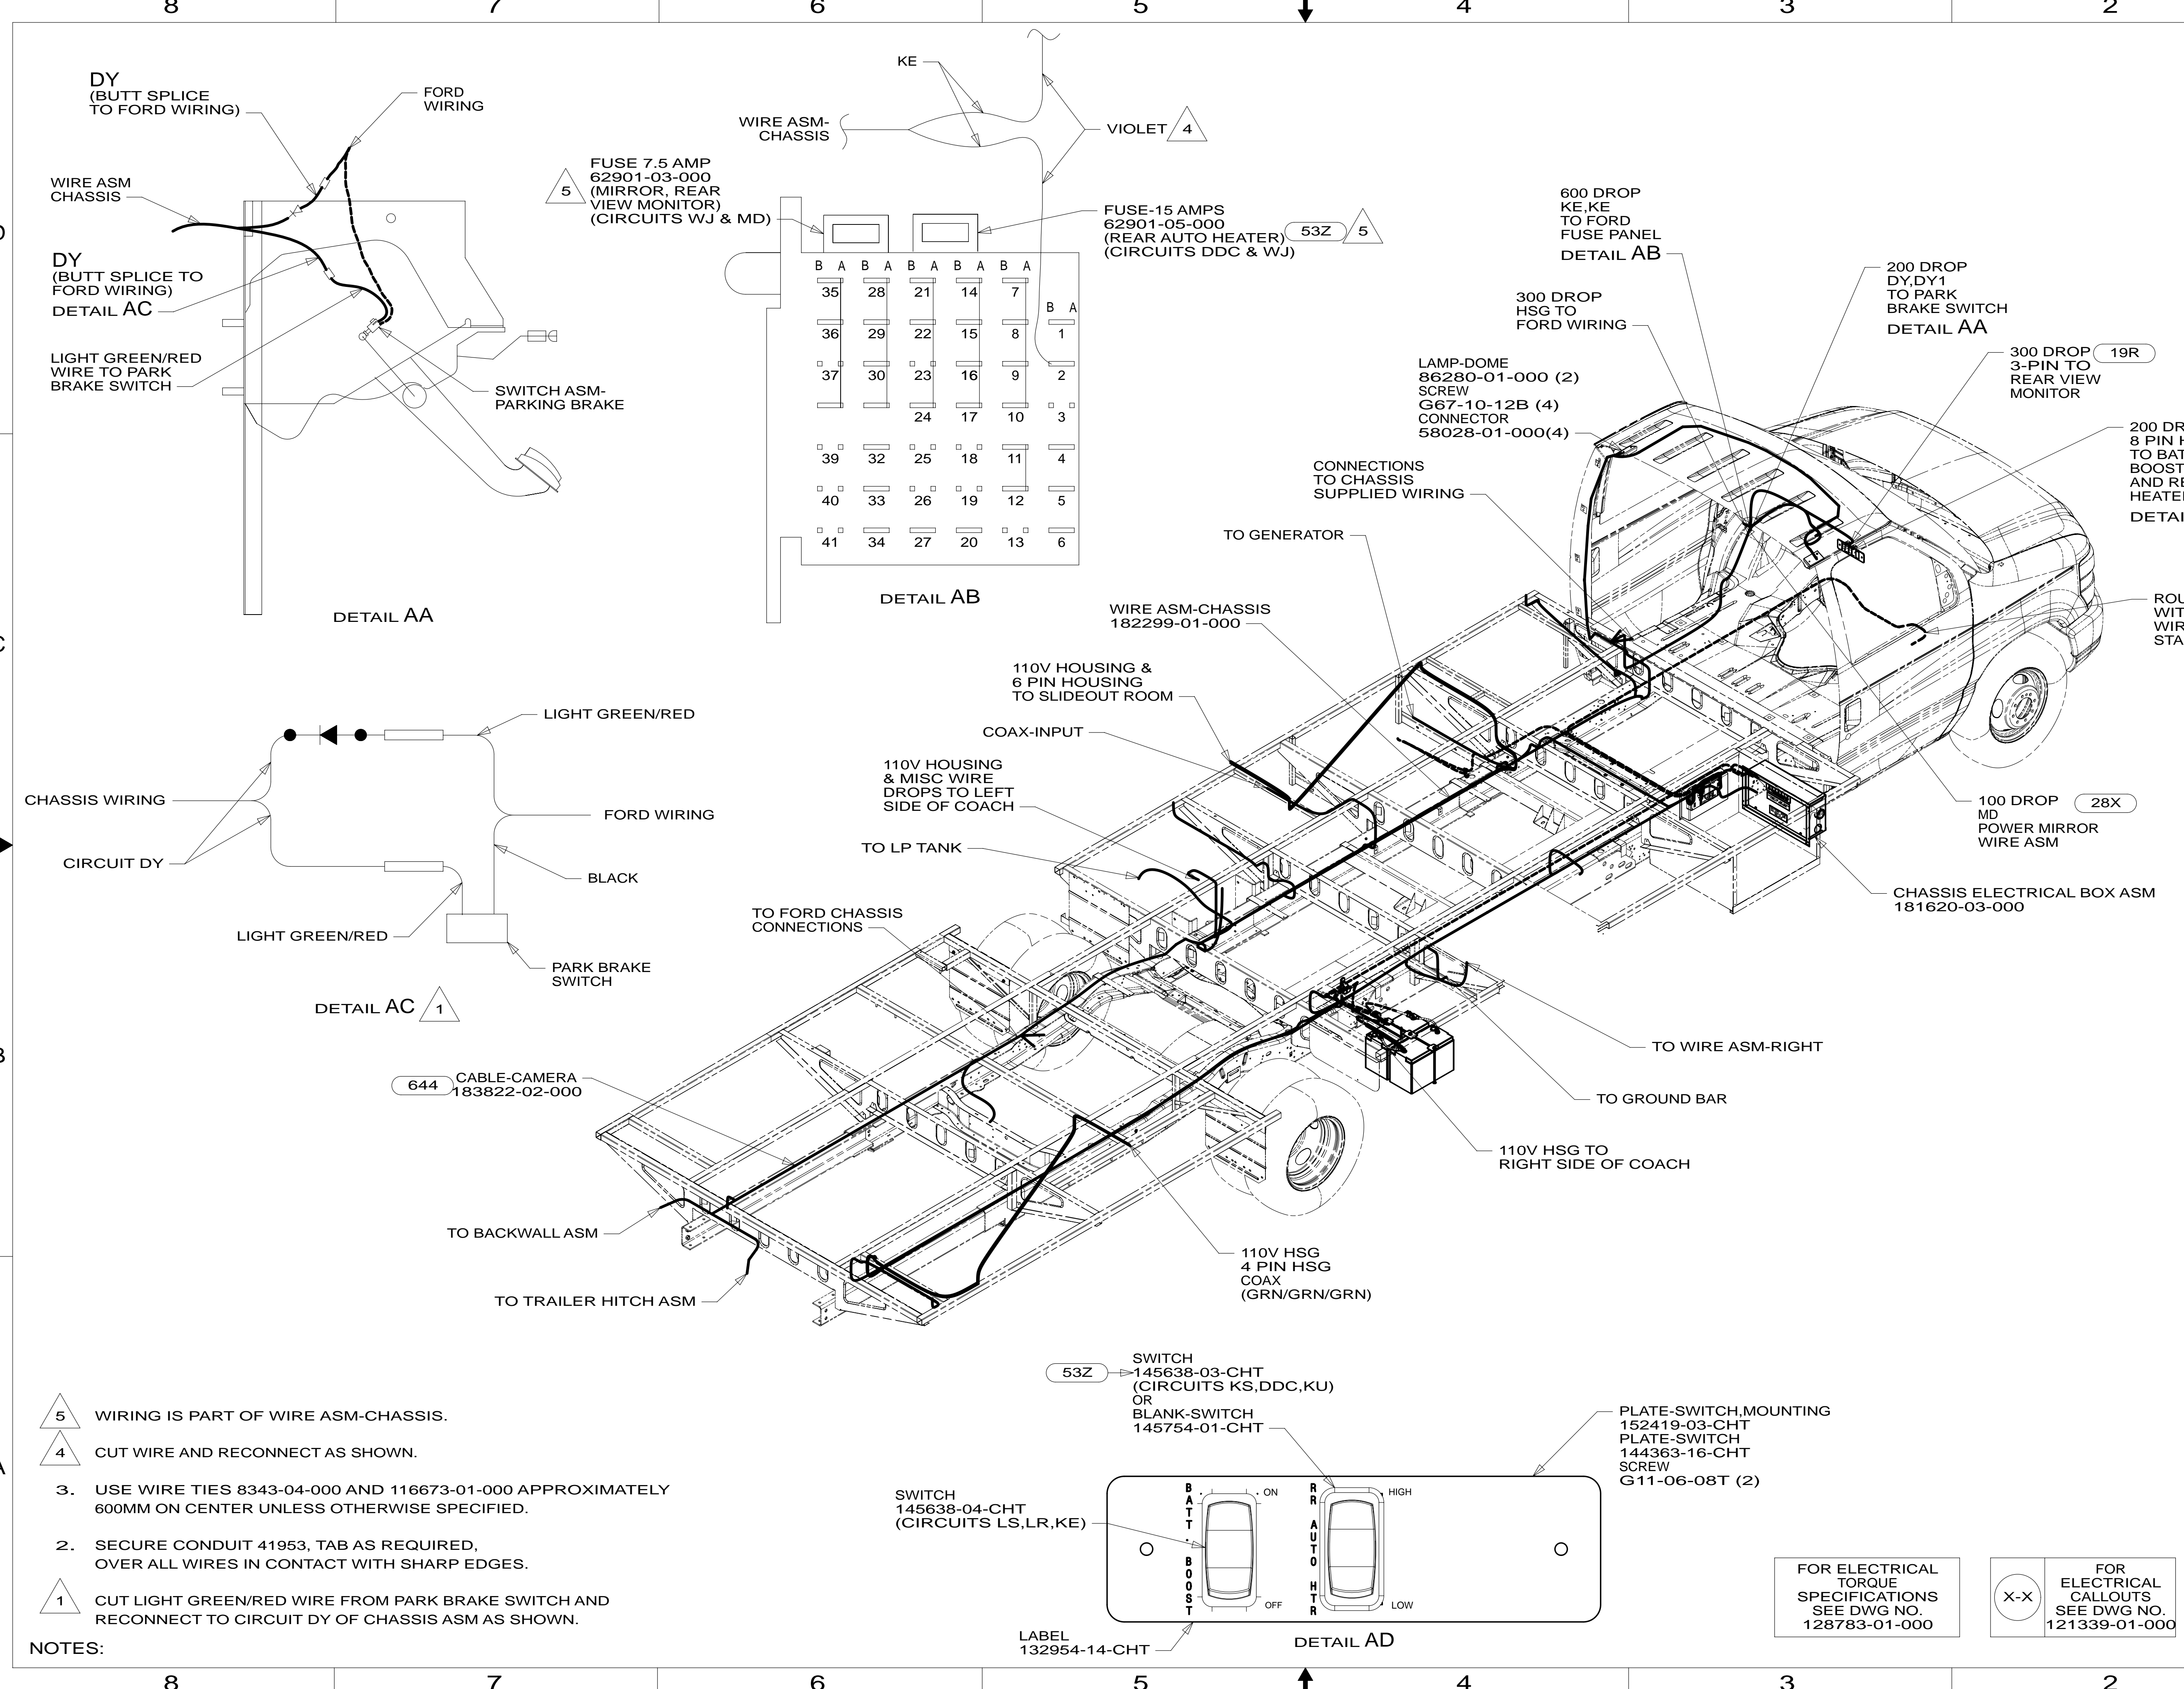 8 7 6 5 4 3 2
DY
(BUTT SPLICE
TO FORD WIRING)
FORD
WIRING
WIRE ASM
CHASSIS
DY
(BUTT SPLICE TO
FORD WIRING)
DETAIL AC
LIGHT GREEN/RED
WIRE TO PARK
BRAKE SWITCH
SWITCH ASM-
PARKING BRAKE
DETAIL AA
KE
WIRE ASM-
CHASSIS
VIOLET 4
5
FUSE 7.5 AMP
62901-03-000
(MIRROR, REAR
VIEW MONITOR)
(CIRCUITS WJ & MD)
FUSE-15 AMPS
62901-05-000
(REAR AUTO HEATER)
(CIRCUITS DDC & WJ)
53Z 5
B A B A B A B A B A
35 28 21 14 7
B A
36 29 22 15 8 1
37 30 23 16 9 2
24 17 10 3
39 32 25 18 11 4
40 33 26 19 12 5
41 34 27 20 13 6
DETAIL AB
600 DROP
KE,KE
TO FORD
FUSE PANEL
DETAIL AB
200 DROP
DY,DY1
TO PARK
BRAKE SWITCH
DETAIL AA
300 DROP
HSG TO
FORD WIRING
300 DROP 19R
3-PIN TO
REAR VIEW
MONITOR
LAMP-DOME
86280-01-000 (2)
SCREW
G67-10-12B (4)
CONNECTOR
58028-01-000(4)
200 DR
8 PIN H
TO BAT
BOOST
AND RE
HEATE
DETAI
CONNECTIONS
TO CHASSIS
SUPPLIED WIRING
TO GENERATOR
WIRE ASM-CHASSIS
182299-01-000
ROU
WIT
WIR
STA
110V HOUSING &
6 PIN HOUSING
TO SLIDEOUT ROOM
COAX-INPUT
110V HOUSING
& MISC WIRE
DROPS TO LEFT
SIDE OF COACH
TO LP TANK
TO FORD CHASSIS
CONNECTIONS
100 DROP 28X
MD
POWER MIRROR
WIRE ASM
CHASSIS ELECTRICAL BOX ASM
181620-03-000
LIGHT GREEN/RED
CHASSIS WIRING
FORD WIRING
CIRCUIT DY
BLACK
LIGHT GREEN/RED
PARK BRAKE
SWITCH
DETAIL AC 1
644 CABLE-CAMERA
183822-02-000
TO WIRE ASM-RIGHT
TO GROUND BAR
110V HSG TO
RIGHT SIDE OF COACH
TO BACKWALL ASM
TO TRAILER HITCH ASM
110V HSG
4 PIN HSG
COAX
(GRN/GRN/GRN)
5 WIRING IS PART OF WIRE ASM-CHASSIS.
4 CUT WIRE AND RECONNECT AS SHOWN.
3. USE WIRE TIES 8343-04-000 AND 116673-01-000 APPROXIMATELY
600MM ON CENTER UNLESS OTHERWISE SPECIFIED.
2. SECURE CONDUIT 41953, TAB AS REQUIRED,
OVER ALL WIRES IN CONTACT WITH SHARP EDGES.
1 CUT LIGHT GREEN/RED WIRE FROM PARK BRAKE SWITCH AND
RECONNECT TO CIRCUIT DY OF CHASSIS ASM AS SHOWN.
NOTES:
53Z
SWITCH
145638-03-CHT
(CIRCUITS KS,DDC,KU)
OR
BLANK-SWITCH
145754-01-CHT
PLATE-SWITCH,MOUNTING
152419-03-CHT
PLATE-SWITCH
144363-16-CHT
SCREW
G11-06-08T (2)
SWITCH
145638-04-CHT
(CIRCUITS LS,LR,KE)
BATT. BOOST
ON
OFF
RR AUTO HTR
HIGH
LOW
LABEL
132954-14-CHT
DETAIL AD
FOR ELECTRICAL
TORQUE
SPECIFICATIONS
SEE DWG NO.
128783-01-000
X-X
FOR
ELECTRICAL
CALLOUTS
SEE DWG NO.
121339-01-000
8 7 6 5 4 3 2